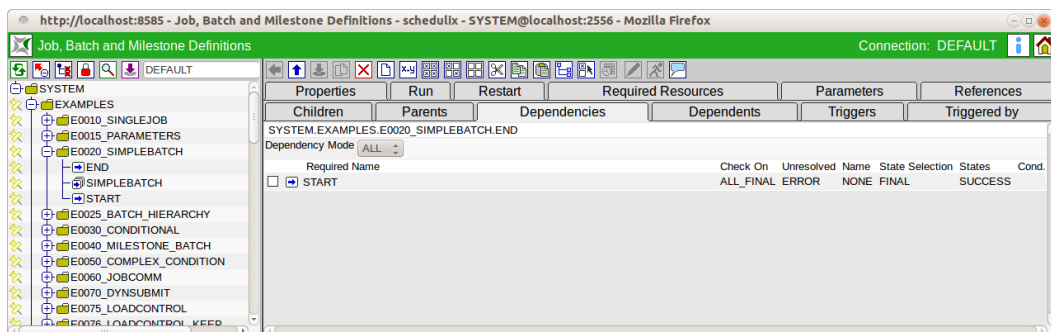 http://localhost:8585 - Job, Batch and Milestone Definitions - schedulix - SYSTEM@localhost:2556 - Mozilla Firefox
Job, Batch and Milestone Definitions Connection: DEFAULT
DEFAULT
SYSTEM
EXAMPLES
E0010_SINGLEJOB
E0015_PARAMETERS
E0020_SIMPLEBATCH
END
SIMPLEBATCH
START
E0025_BATCH_HIERARCHY
E0030_CONDITIONAL
E0040_MILESTONE_BATCH
E0050_COMPLEX_CONDITION
E0060_JOBCOMM
E0070_DYNSUBMIT
E0075_LOADCONTROL
E0076_LOADCONTROL_KEEP
Properties Run Restart Required Resources Parameters References
Children Parents Dependencies Dependents Triggers Triggered by
SYSTEM.EXAMPLES.E0020_SIMPLEBATCH.END
Dependency Mode ALL
Required Name Check On Unresolved Name State Selection States Cond.
START ALL_FINAL ERROR NONE FINAL SUCCESS